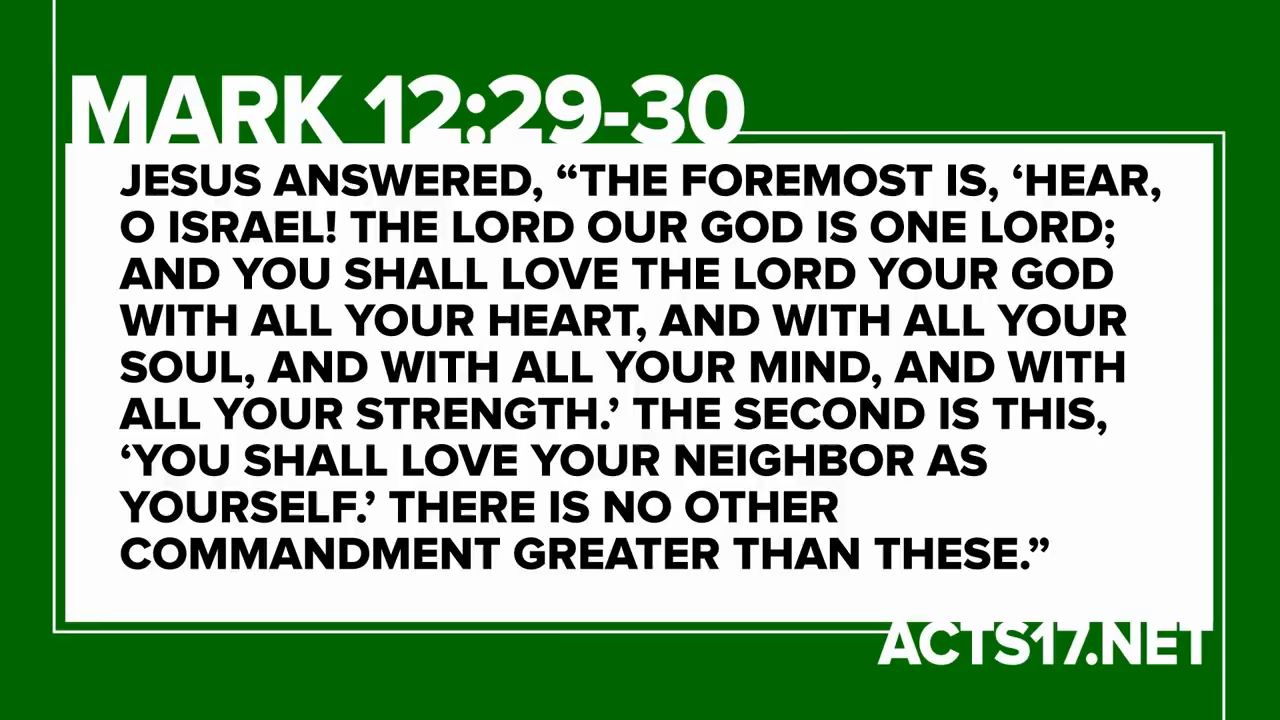 MARK 12:29-30
JESUS ANSWERED, “THE FOREMOST IS, ‘HEAR,
O ISRAEL! THE LORD OUR GOD IS ONE LORD;
AND YOU SHALL LOVE THE LORD YOUR GOD
WITH ALL YOUR HEART, AND WITH ALL YOUR
SOUL, AND WITH ALL YOUR MIND, AND WITH
ALL YOUR STRENGTH.’ THE SECOND IS THIS,
‘YOU SHALL LOVE YOUR NEIGHBOR AS
YOURSELF.’ THERE IS NO OTHER
COMMANDMENT GREATER THAN THESE.”
ACTS17.NET